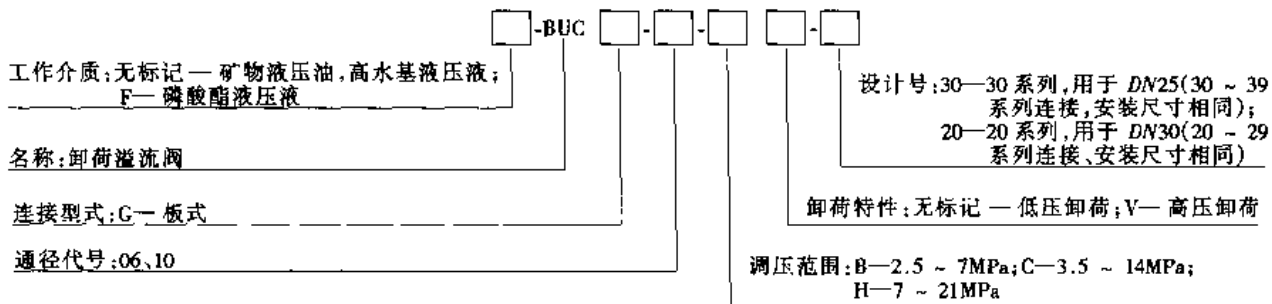 □-BUC □-□-□ □-□
工作介质:无标记 — 矿物液压油,高水基液压液;
F— 磷酸酯液压液
名称:卸荷溢流阀
连接型式:G— 板式
通径代号:06、10
设计号:30—30 系列,用于 DN25(30 ~ 39
系列连接,安装尺寸相同);
20—20 系列,用于 DN30(20 ~ 29
系列连接、安装尺寸相同)
卸荷特性:无标记 — 低压卸荷;V— 高压卸荷
调压范围:B—2.5 ~ 7MPa;C—3.5 ~ 14MPa;
H—7 ~ 21MPa